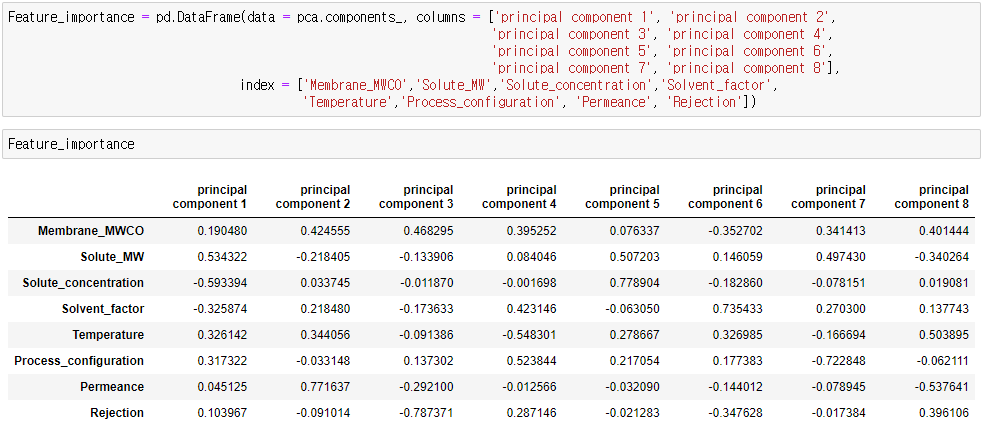 Feature_importance = pd.DataFrame(data = pca.components_, columns = ['principal component 1', 'principal component 2',
'principal component 3', 'principal component 4',
'principal component 5', 'principal component 6',
'principal component 7', 'principal component 8'],
index = ['Membrane_MWCO','Solute_MW','Solute_concentration','Solvent_factor',
'Temperature','Process_configuration', 'Permeance', 'Rejection'])
Feature_importance
principal component 1 principal component 2 principal component 3 principal component 4 principal component 5 principal component 6 principal component 7 principal component 8
Membrane_MWCO 0.190480 0.424555 0.468295 0.395252 0.076337 -0.352702 0.341413 0.401444
Solute_MW 0.534322 -0.218405 -0.133906 0.084046 0.507203 0.146059 0.497430 -0.340264
Solute_concentration -0.593394 0.033745 -0.011870 -0.001698 0.778904 -0.182860 -0.078151 0.019081
Solvent_factor -0.325874 0.218480 -0.173633 0.423146 -0.063050 0.735433 0.270300 0.137743
Temperature 0.326142 0.344056 -0.091386 -0.548301 0.278667 0.326985 -0.166694 0.503895
Process_configuration 0.317322 -0.033148 0.137302 0.523844 0.217054 0.177383 -0.722848 -0.062111
Permeance 0.045125 0.771637 -0.292100 -0.012566 -0.032090 -0.144012 -0.078945 -0.537641
Rejection 0.103967 -0.091014 -0.787371 0.287146 -0.021283 -0.347628 -0.017384 0.396106